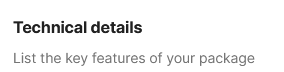 Technical details
List the key features of your package